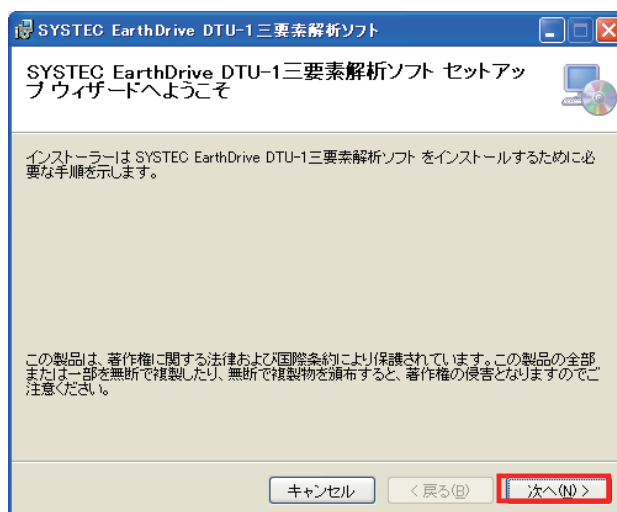 SYSTEC EarthDrive DTU-1三要素解析ソフト
SYSTEC EarthDrive DTU-1三要素解析ソフト セットアッ
プ ウィザードへようこそ
インストーラーは SYSTEC EarthDrive DTU-1三要素解析ソフト をインストールするために必
要な手順を示します。
この製品は、著作権に関する法律および国際条約により保護されています。この製品の全部
または一部を無断で複製したり、無断で複製物を頒布すると、著作権の侵害となりますのでご
注意ください。
キャンセル
< 戻る(B)
次へ(N) >